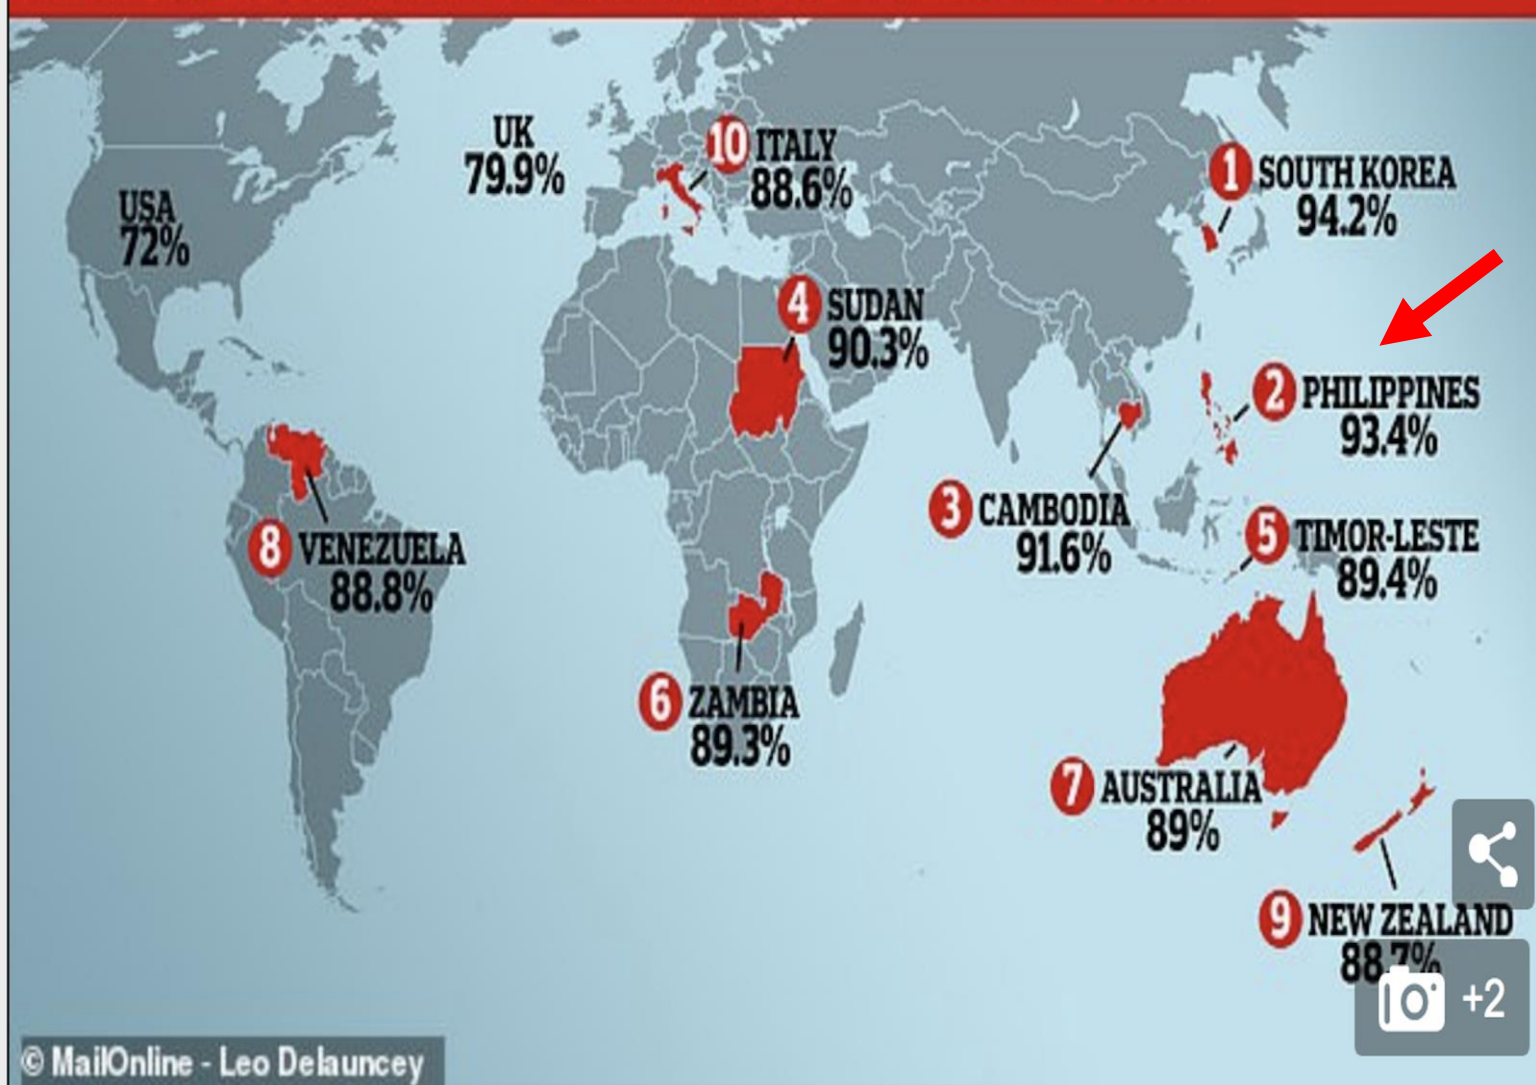 UK
79.9%
10 ITALY
88.6%
1 SOUTH KOREA
94.2%
USA
72%
4 SUDAN
90.3%
2 PHILIPPINES
93.4%
3 CAMBODIA
91.6%
5 TIMOR-LESTE
89.4%
8 VENEZUELA
88.8%
6 ZAMBIA
89.3%
7 AUSTRALIA
89%
9 NEW ZEALAND
88.7%
+2
© MailOnline - Leo Delauncey